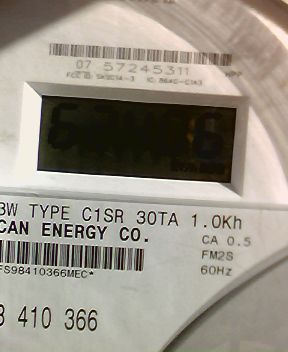 07 57245311 HPP
3W TYPE C1SR 30TA 1.0Kh
CAN ENERGY CO.
CA 0.5
FM2S
60Hz
FS98410366MEC*
410 366